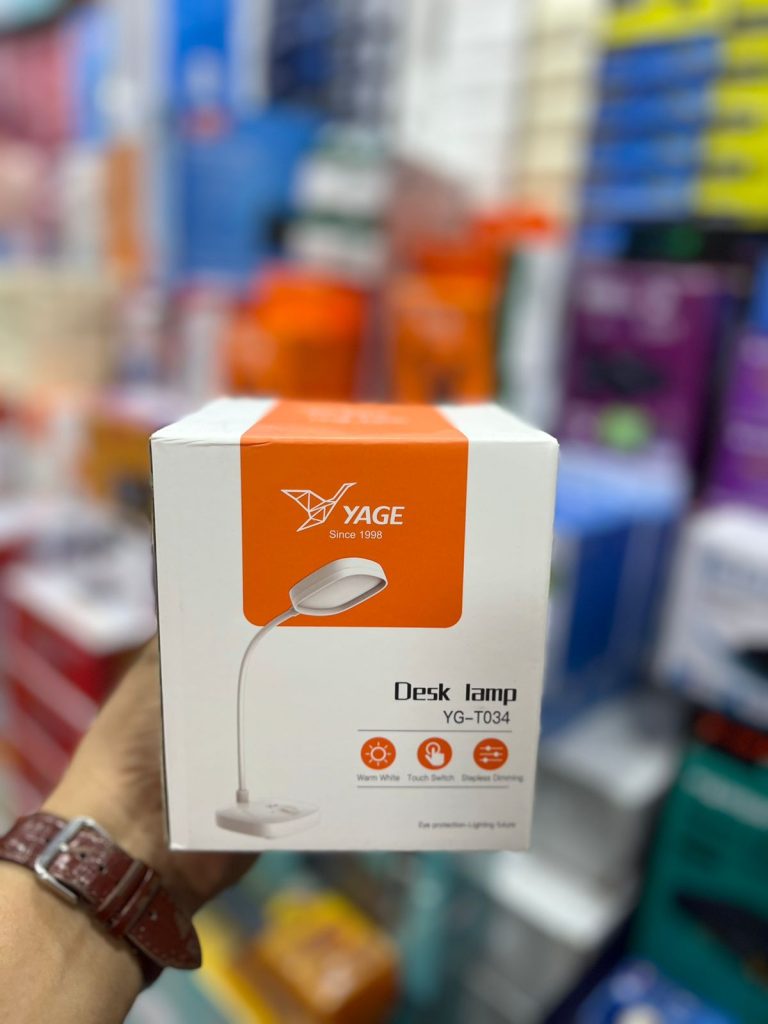 YAGE
Since 1998
Desk lamp
YG-T034
Warm White Touch Switch Stepless Dimming
Eye protection·Lighting future